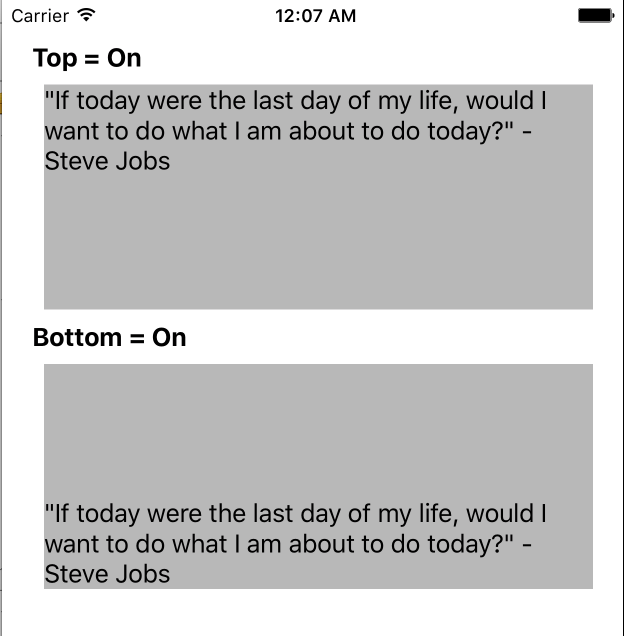 Carrier 12:07 AM
Top = On
"If today were the last day of my life, would I
want to do what I am about to do today?" -
Steve Jobs
Bottom = On
"If today were the last day of my life, would I
want to do what I am about to do today?" -
Steve Jobs